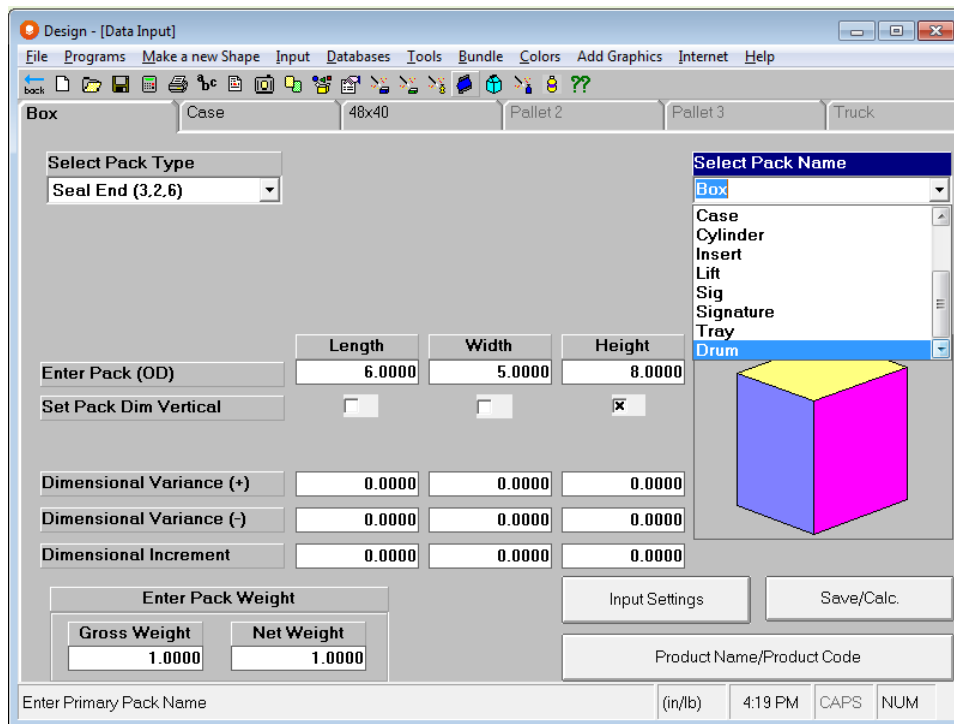 Design - [Data Input]
File Programs Make a new Shape Input Databases Tools Bundle Colors Add Graphics Internet Help
back abc ??
Box Case 48x40 Pallet 2 Pallet 3 Truck
Select Pack Type Select Pack Name
Seal End (3,2,6) Box
Case
Cylinder
Insert
Lift
Sig
Signature
Tray
Drum
Length Width Height
Enter Pack (OD) 6.0000 5.0000 8.0000
Set Pack Dim Vertical
Dimensional Variance (+) 0.0000 0.0000 0.0000
Dimensional Variance (-) 0.0000 0.0000 0.0000
Dimensional Increment 0.0000 0.0000 0.0000
Enter Pack Weight Input Settings Save/Calc.
Gross Weight Net Weight
1.0000 1.0000 Product Name/Product Code
Enter Primary Pack Name (in/lb) 4:19 PM CAPS NUM